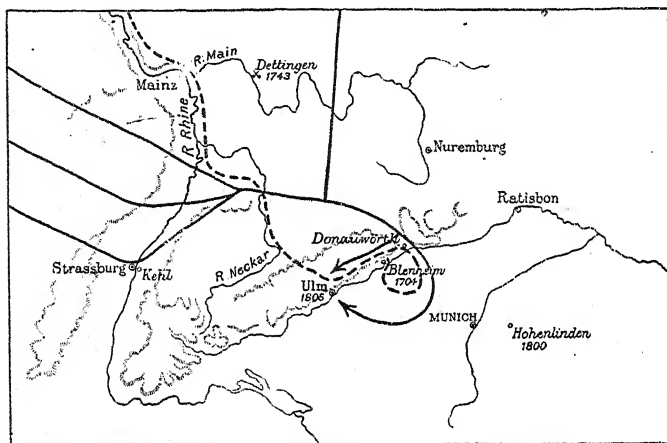 R. Main
Dettingen
1743
Mainz
R Rhine
Nuremburg
Ratisbon
Donauwörth
Strassburg
Kehl
R Neckar
Blenheim
1704
Ulm
1805
MUNICH
Hohenlinden
1800